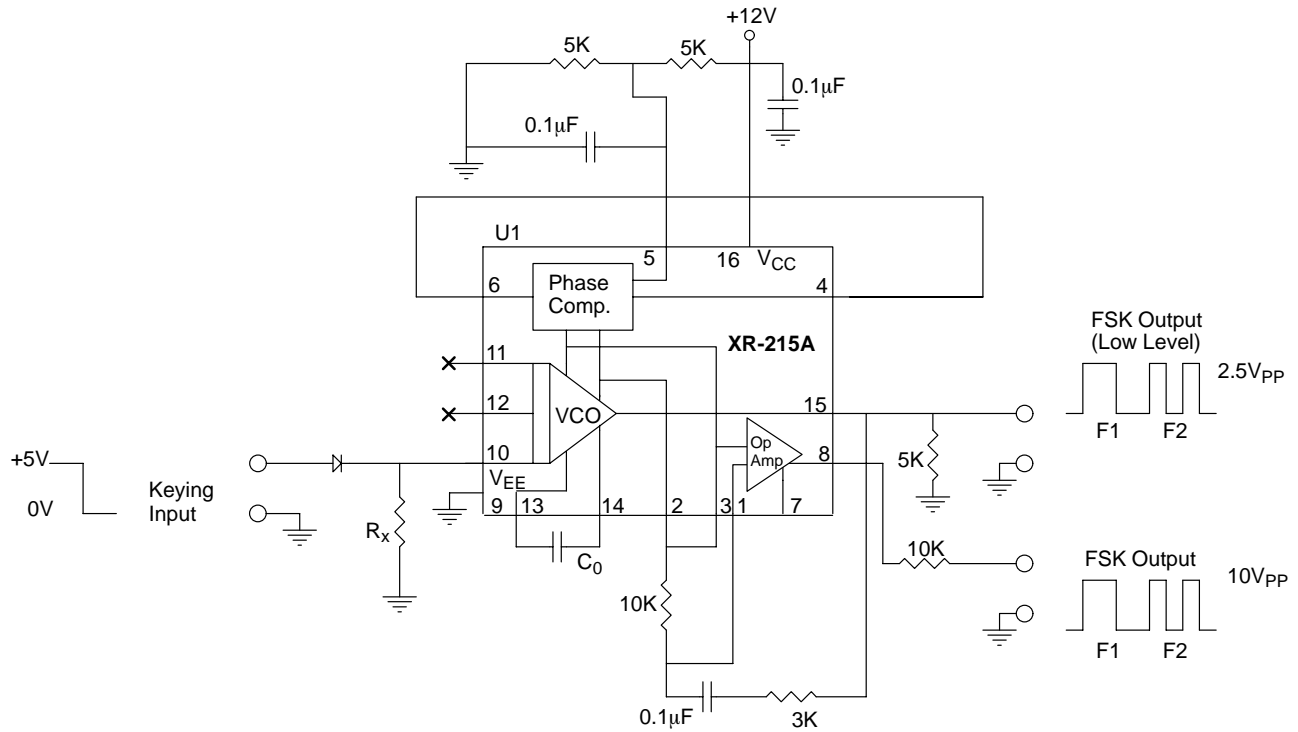 +12V
5K
5K
0.1μF
0.1μF
U1
5
16
VCC
6
Phase
Comp.
4
XR-215A
11
12
VCO
15
10
Op
Amp
8
VEE
9
13
14
2
3
1
7
+5V
0V
Keying
Input
Rx
C0
10K
0.1μF
3K
5K
10K
FSK Output
(Low Level)
2.5VPP
F1
F2
FSK Output
10VPP
F1
F2